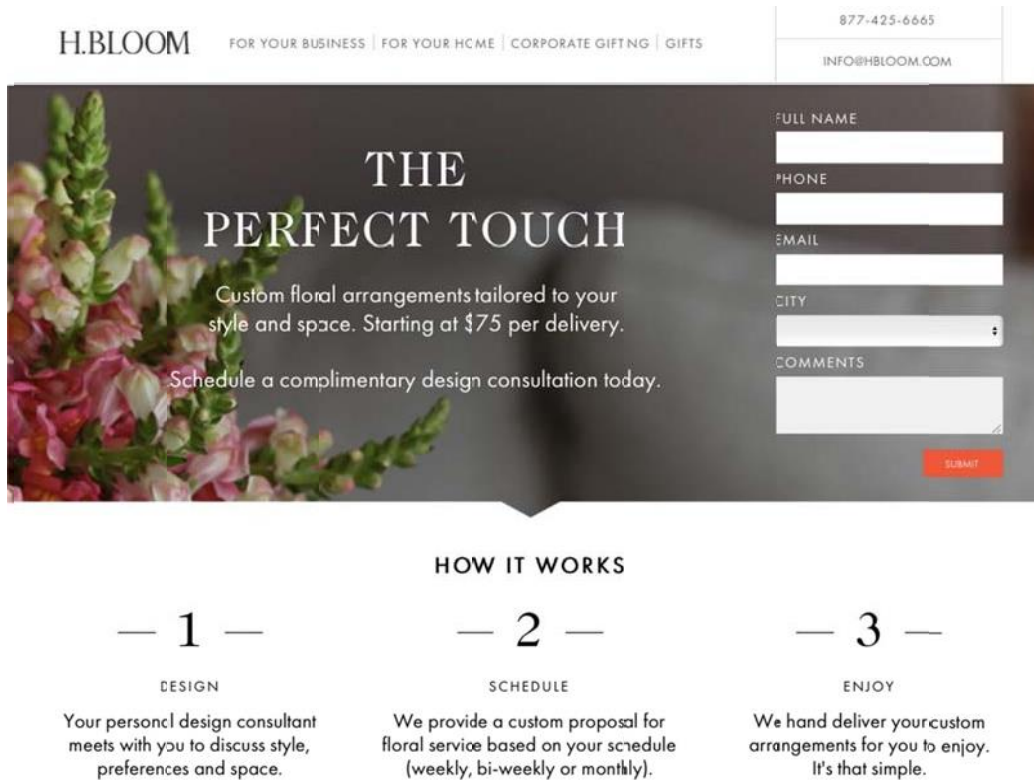 H.BLOOM
FOR YOUR BUSINESS | FOR YOUR HOME | CORPORATE GIFTING | GIFTS
877-425-6665
INFO@HBLOOM.COM
THE
PERFECT TOUCH
Custom floral arrangements tailored to your
style and space. Starting at $75 per delivery.
Schedule a complimentary design consultation today.
FULL NAME
PHONE
EMAIL
CITY
COMMENTS
SUBMIT
HOW IT WORKS
— 1 —
DESIGN
Your personal design consultant
meets with you to discuss style,
preferences and space.
— 2 —
SCHEDULE
We provide a custom proposal for
floral service based on your schedule
(weekly, bi-weekly or monthly).
— 3 —
ENJOY
We hand deliver your custom
arrangements for you to enjoy.
It's that simple.